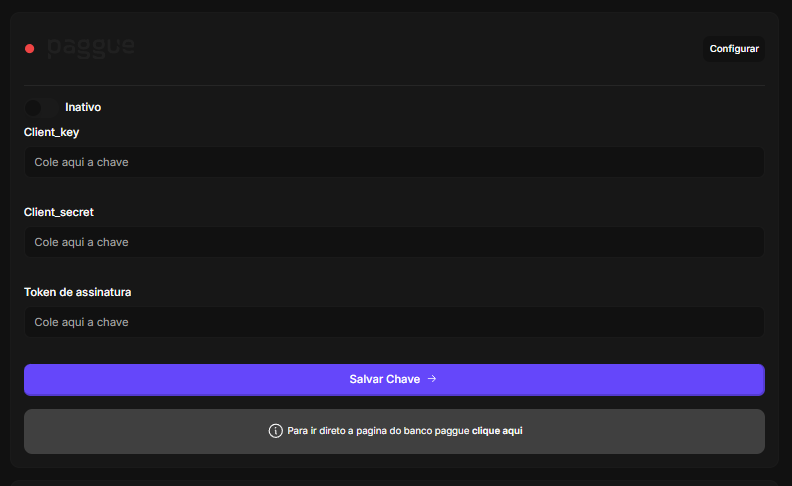 paggue
Configurar
Inativo
Client_key
Cole aqui a chave
Client_secret
Cole aqui a chave
Token de assinatura
Cole aqui a chave
Salvar Chave →
Para ir direto a pagina do banco paggue clique aqui